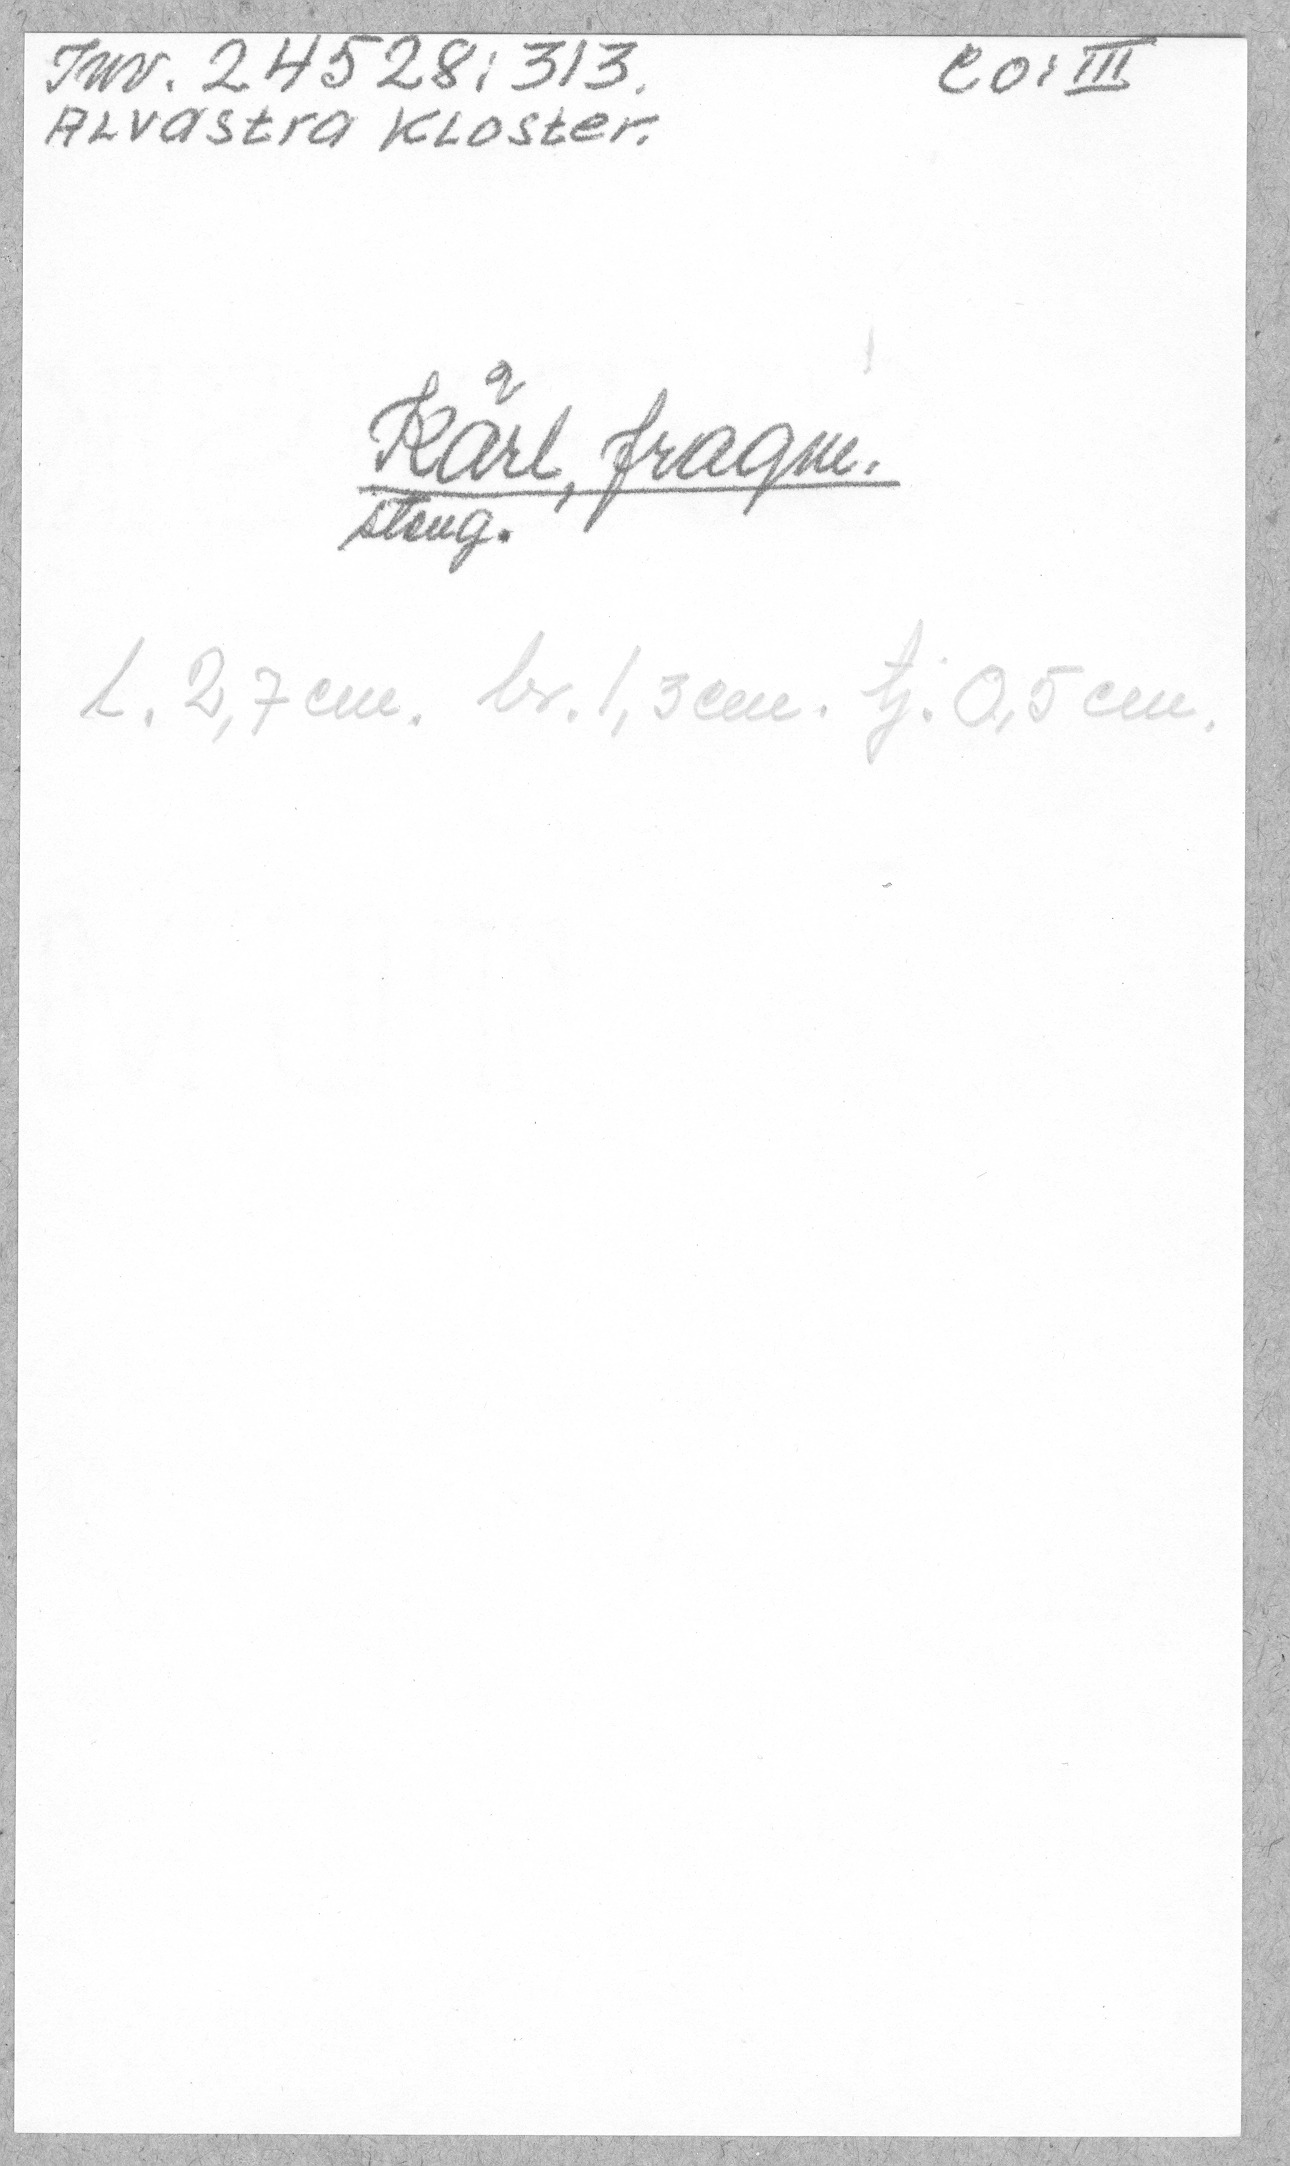 Inv. 24528:313. CO:III
Alvastra Kloster.
Kärl, fragm.
steng.
L. 2,7 cm. br. 1,3 cm. tj. 0,5 cm.